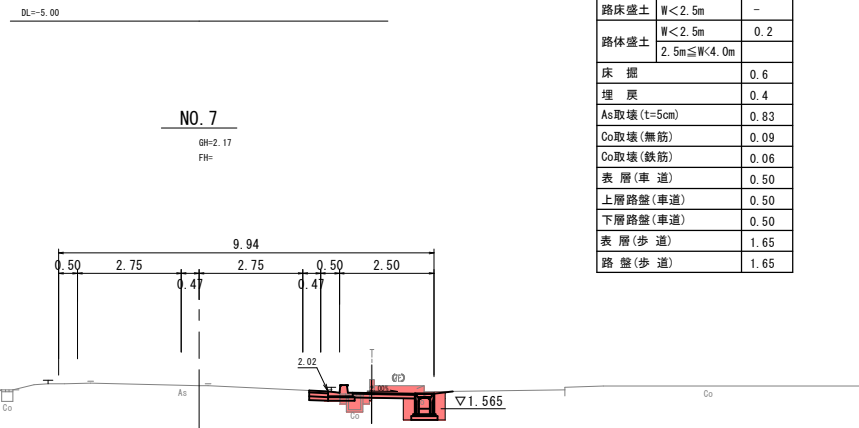 DL=-5.00
NO. 7
GH=2.17
FH=
路床盛土 W<2.5m -
路体盛土 W<2.5m 0.2
2.5m≦W<4.0m
床 掘 0.6
埋 戻 0.4
As取壊(t=5cm) 0.83
Co取壊(無筋) 0.09
Co取壊(鉄筋) 0.06
表 層(車 道) 0.50
上層路盤(車道) 0.50
下層路盤(車道) 0.50
表 層(歩 道) 1.65
路 盤(歩 道) 1.65
9.94
0.50 2.75 2.75 0.50 2.50
0.47 0.47
2.02
As
Co
Co
Co
▽1.565